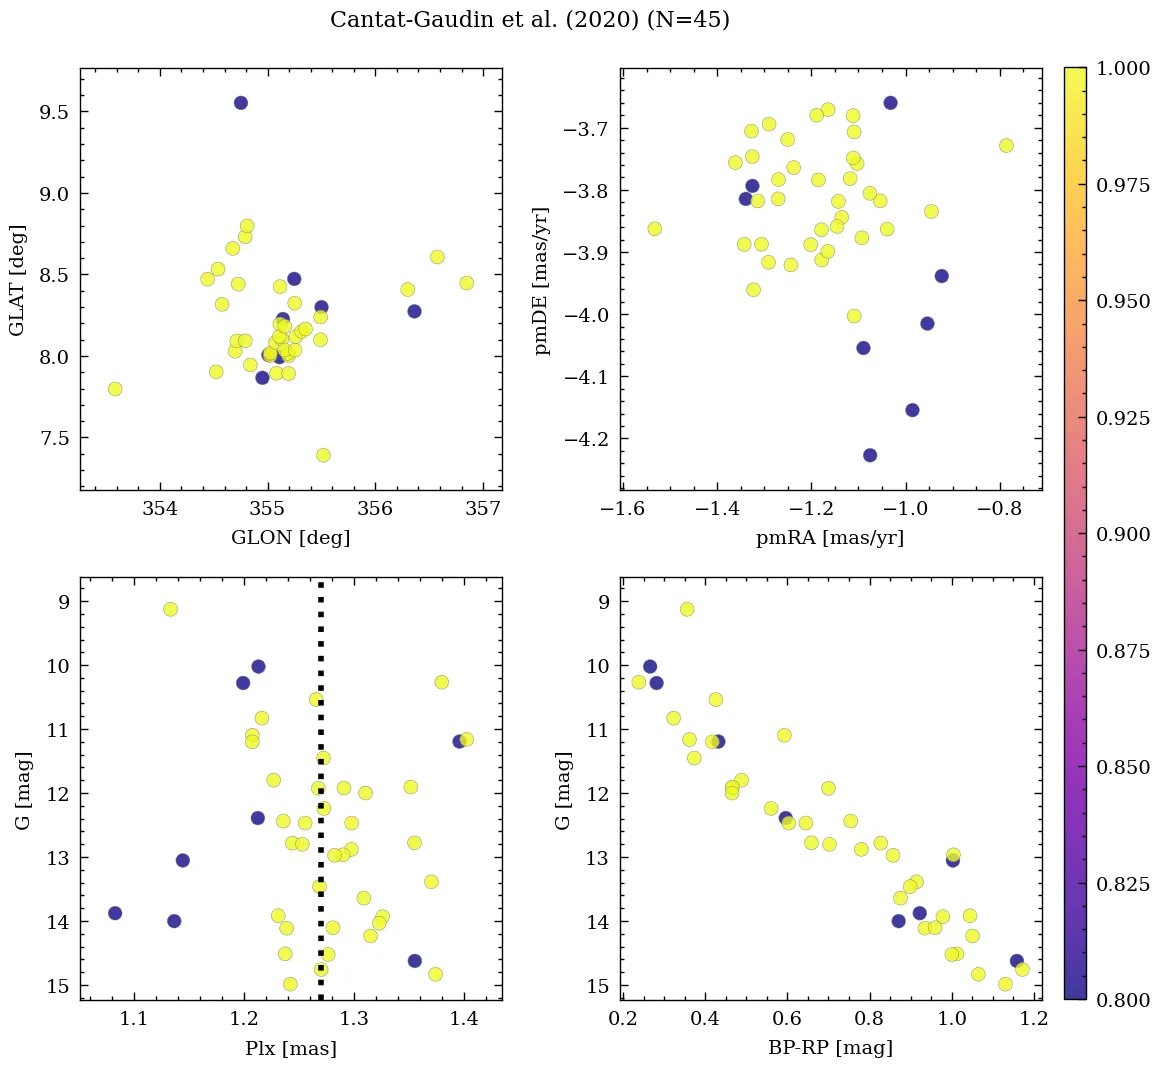 Cantat-Gaudin et al. (2020) (N=45)
9.5
9.0
8.5
8.0
7.5
GLAT [deg]
354 355 356 357
GLON [deg]
−3.7
−3.8
−3.9
−4.0
−4.1
−4.2
pmDE [mas/yr]
−1.6 −1.4 −1.2 −1.0 −0.8
pmRA [mas/yr]
9
10
11
12
13
14
15
G [mag]
1.1 1.2 1.3 1.4
Plx [mas]
9
10
11
12
13
14
15
G [mag]
0.2 0.4 0.6 0.8 1.0 1.2
BP-RP [mag]
1.000
0.975
0.950
0.925
0.900
0.875
0.850
0.825
0.800